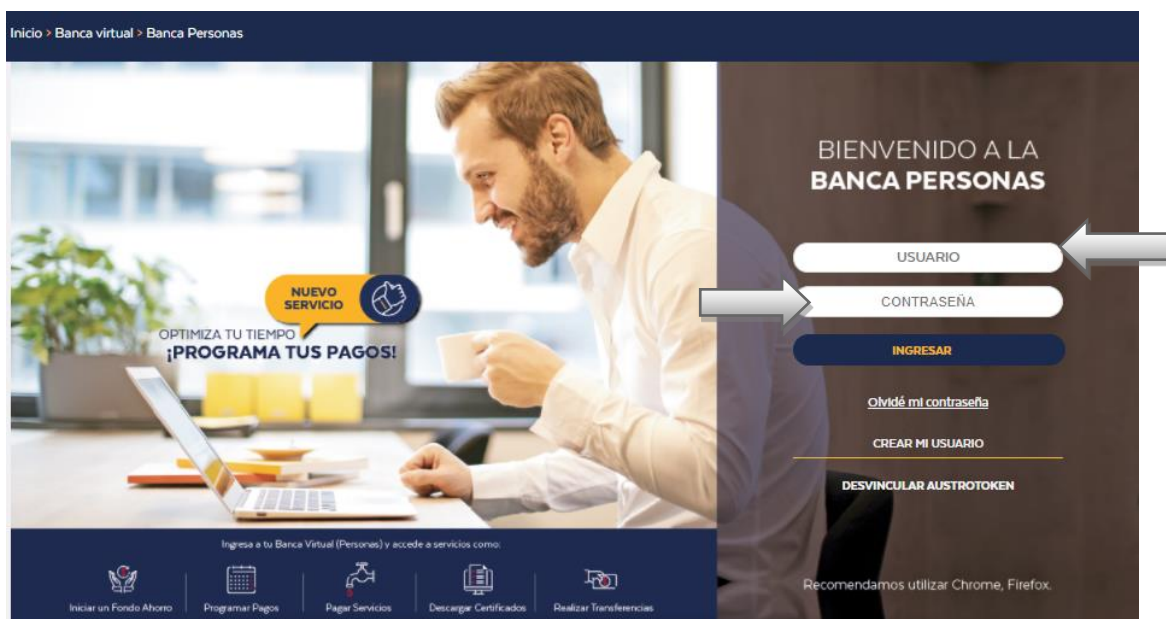 Inicio > Banca virtual > Banca Personas
NUEVO
SERVICIO
OPTIMIZA TU TIEMPO
¡PROGRAMA TUS PAGOS!
Ingresa a tu Banca Virtual (Personas) y accede a servicios como:
Iniciar un Fondo Ahorro
Programar Pagos
Pagar Servicios
Descargar Certificados
Realizar Transferencias
BIENVENIDO A LA
BANCA PERSONAS
USUARIO
CONTRASEÑA
INGRESAR
Olvidé mi contraseña
CREAR MI USUARIO
DESVINCULAR AUSTROTOKEN
Recomendamos utilizar Chrome, Firefox.